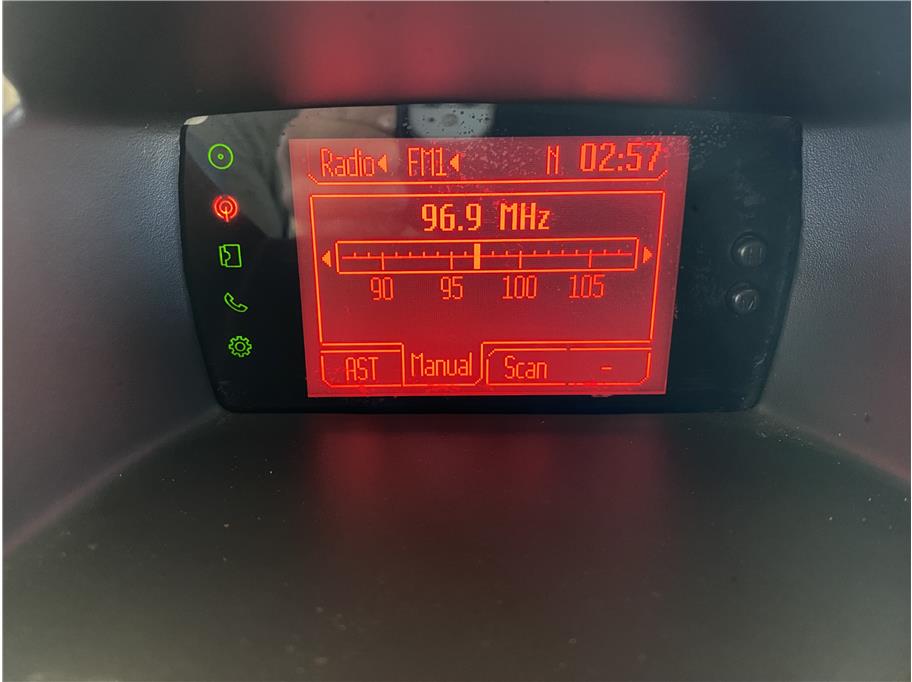 Radio FM1 N 02:57
96.9 MHz
90 95 100 105
AST Manual Scan -